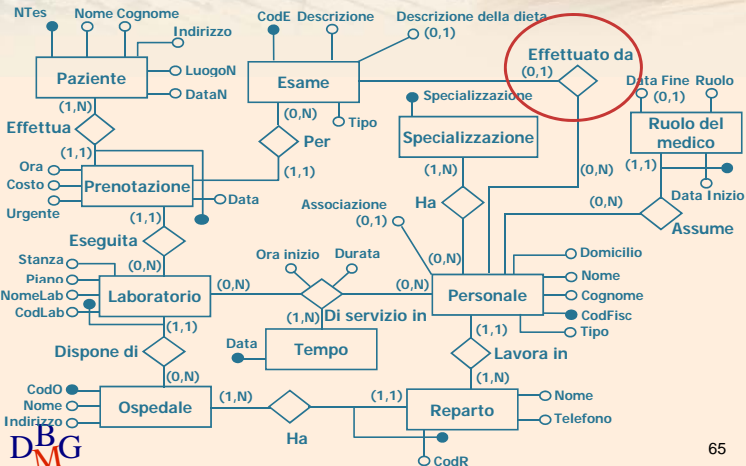 NTes
Nome Cognome
Indirizzo
Paziente
LuogoN
DataN
CodE Descrizione
Descrizione della dieta
(0,1)
Esame
Tipo
(0,1)
Effettuato da
Specializzazione
Specializzazione
Data Fine Ruolo
(0,1)
Ruolo del
medico
Data Inizio
(1,N)
Effettua
(1,1)
(0,N)
Per
(1,1)
(1,N)
Ha
(0,N)
(0,N)
(1,1)
(0,N)
Assume
Ora
Costo
Urgente
Prenotazione
Data
(1,1)
Eseguita
(0,N)
Associazione
(0,1)
Stanza
Piano
NomeLab
CodLab
Laboratorio
(0,N)
Ora inizio
Durata
(0,N)
Di servizio in
(1,N)
Data
Tempo
Personale
Domicilio
Nome
Cognome
CodFisc
Tipo
(1,1)
Dispone di
(0,N)
(1,1)
Lavora in
(1,N)
CodO
Nome
Indirizzo
Ospedale
(1,N)
Ha
(1,1)
Reparto
Nome
Telefono
CodR
DBMG
65